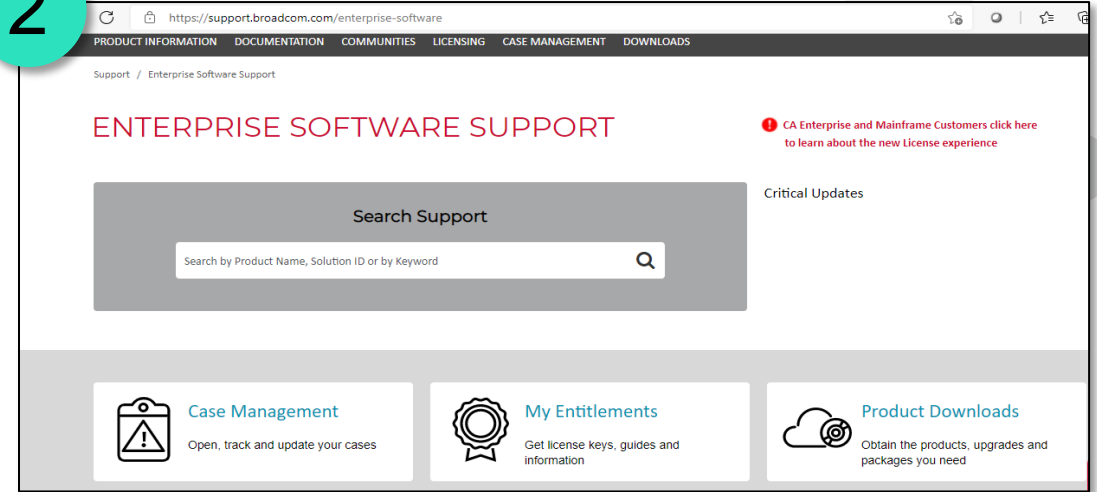 2
https://support.broadcom.com/enterprise-software
PRODUCT INFORMATION DOCUMENTATION COMMUNITIES LICENSING CASE MANAGEMENT DOWNLOADS
Support / Enterprise Software Support
ENTERPRISE SOFTWARE SUPPORT
CA Enterprise and Mainframe Customers click here
to learn about the new License experience
Critical Updates
Search Support
Search by Product Name, Solution ID or by Keyword
Case Management
Open, track and update your cases
My Entitlements
Get license keys, guides and
information
Product Downloads
Obtain the products, upgrades and
packages you need